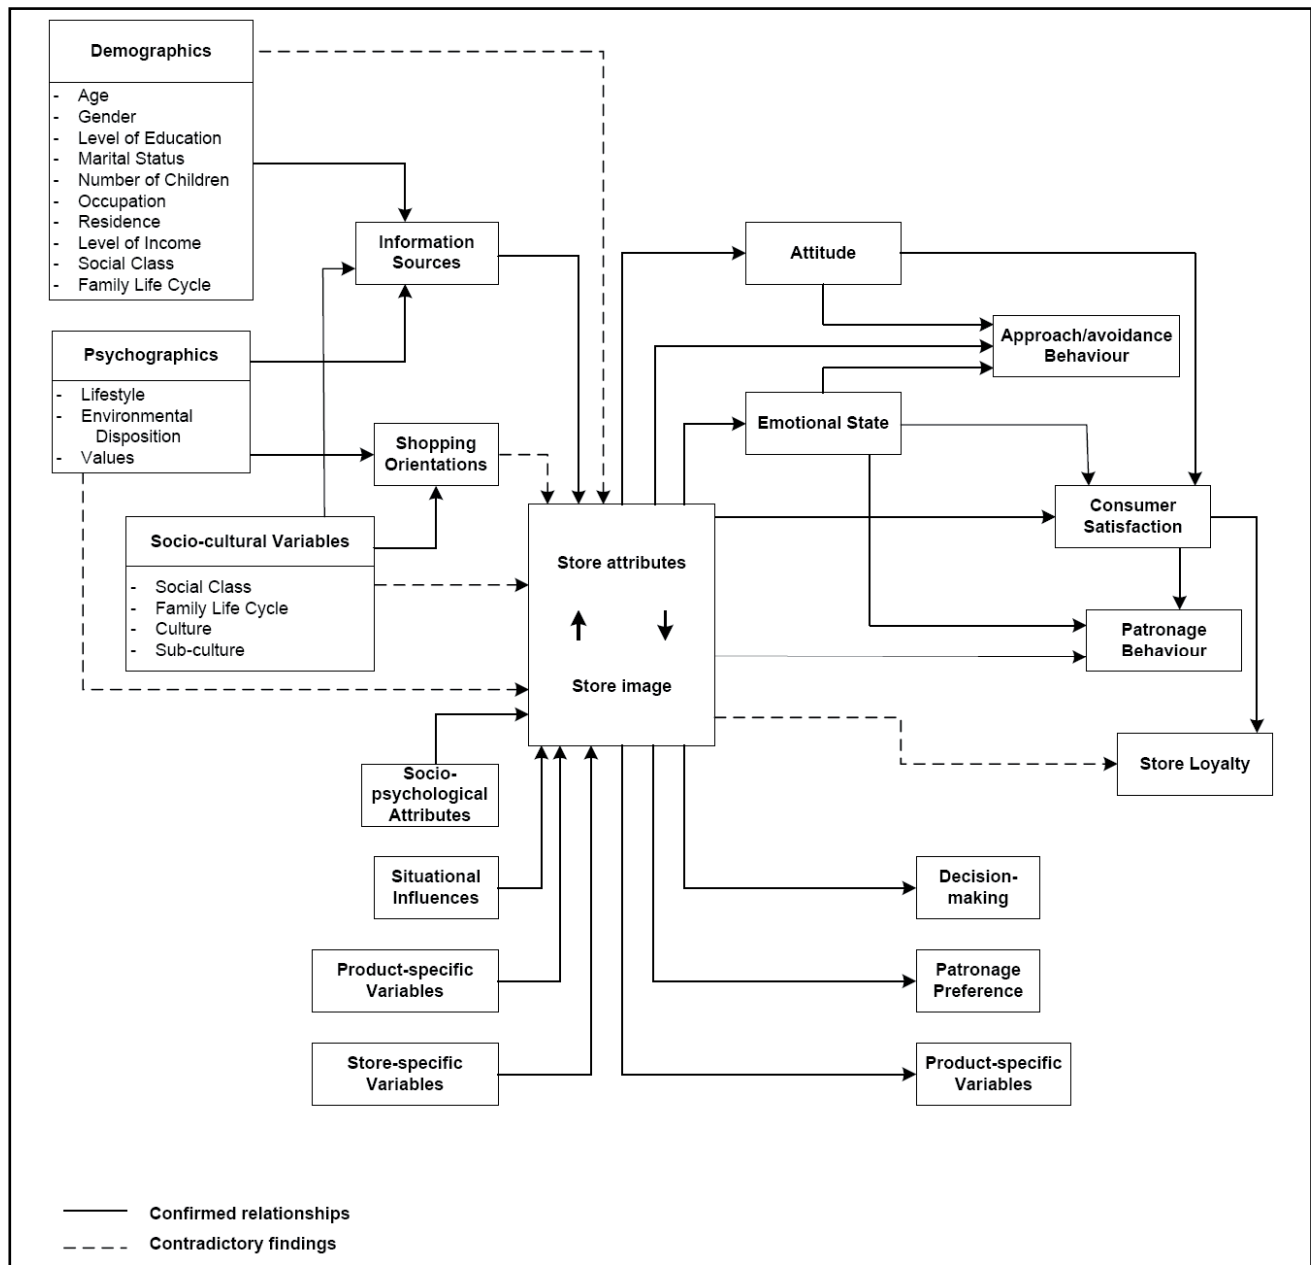 Demographics
- Age
- Gender
- Level of Education
- Marital Status
- Number of Children
- Occupation
- Residence
- Level of Income
- Social Class
- Family Life Cycle
Information
Sources
Attitude
Approach/avoidance
Behaviour
Psychographics
- Lifestyle
- Environmental
Disposition
- Values
Shopping
Orientations
Emotional State
Consumer
Satisfaction
Socio-cultural Variables
- Social Class
- Family Life Cycle
- Culture
- Sub-culture
Store attributes
Store image
Patronage
Behaviour
Store Loyalty
Socio-
psychological
Attributes
Situational
Influences
Decision-
making
Product-specific
Variables
Patronage
Preference
Store-specific
Variables
Product-specific
Variables
Confirmed relationships
Contradictory findings